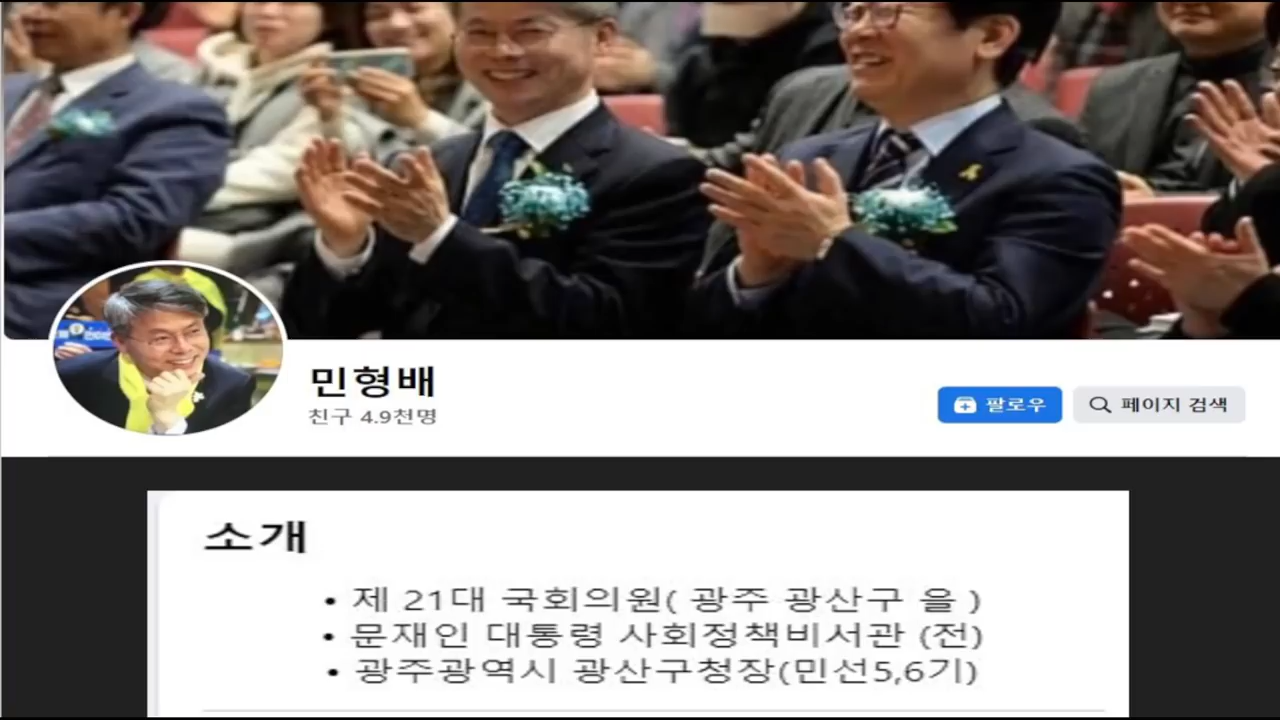 민형배
친구 4.9천명
팔로우
페이지 검색
소개
• 제 21대 국회의원( 광주 광산구 을 )
• 문재인 대통령 사회정책비서관 (전)
• 광주광역시 광산구청장(민선5,6기)